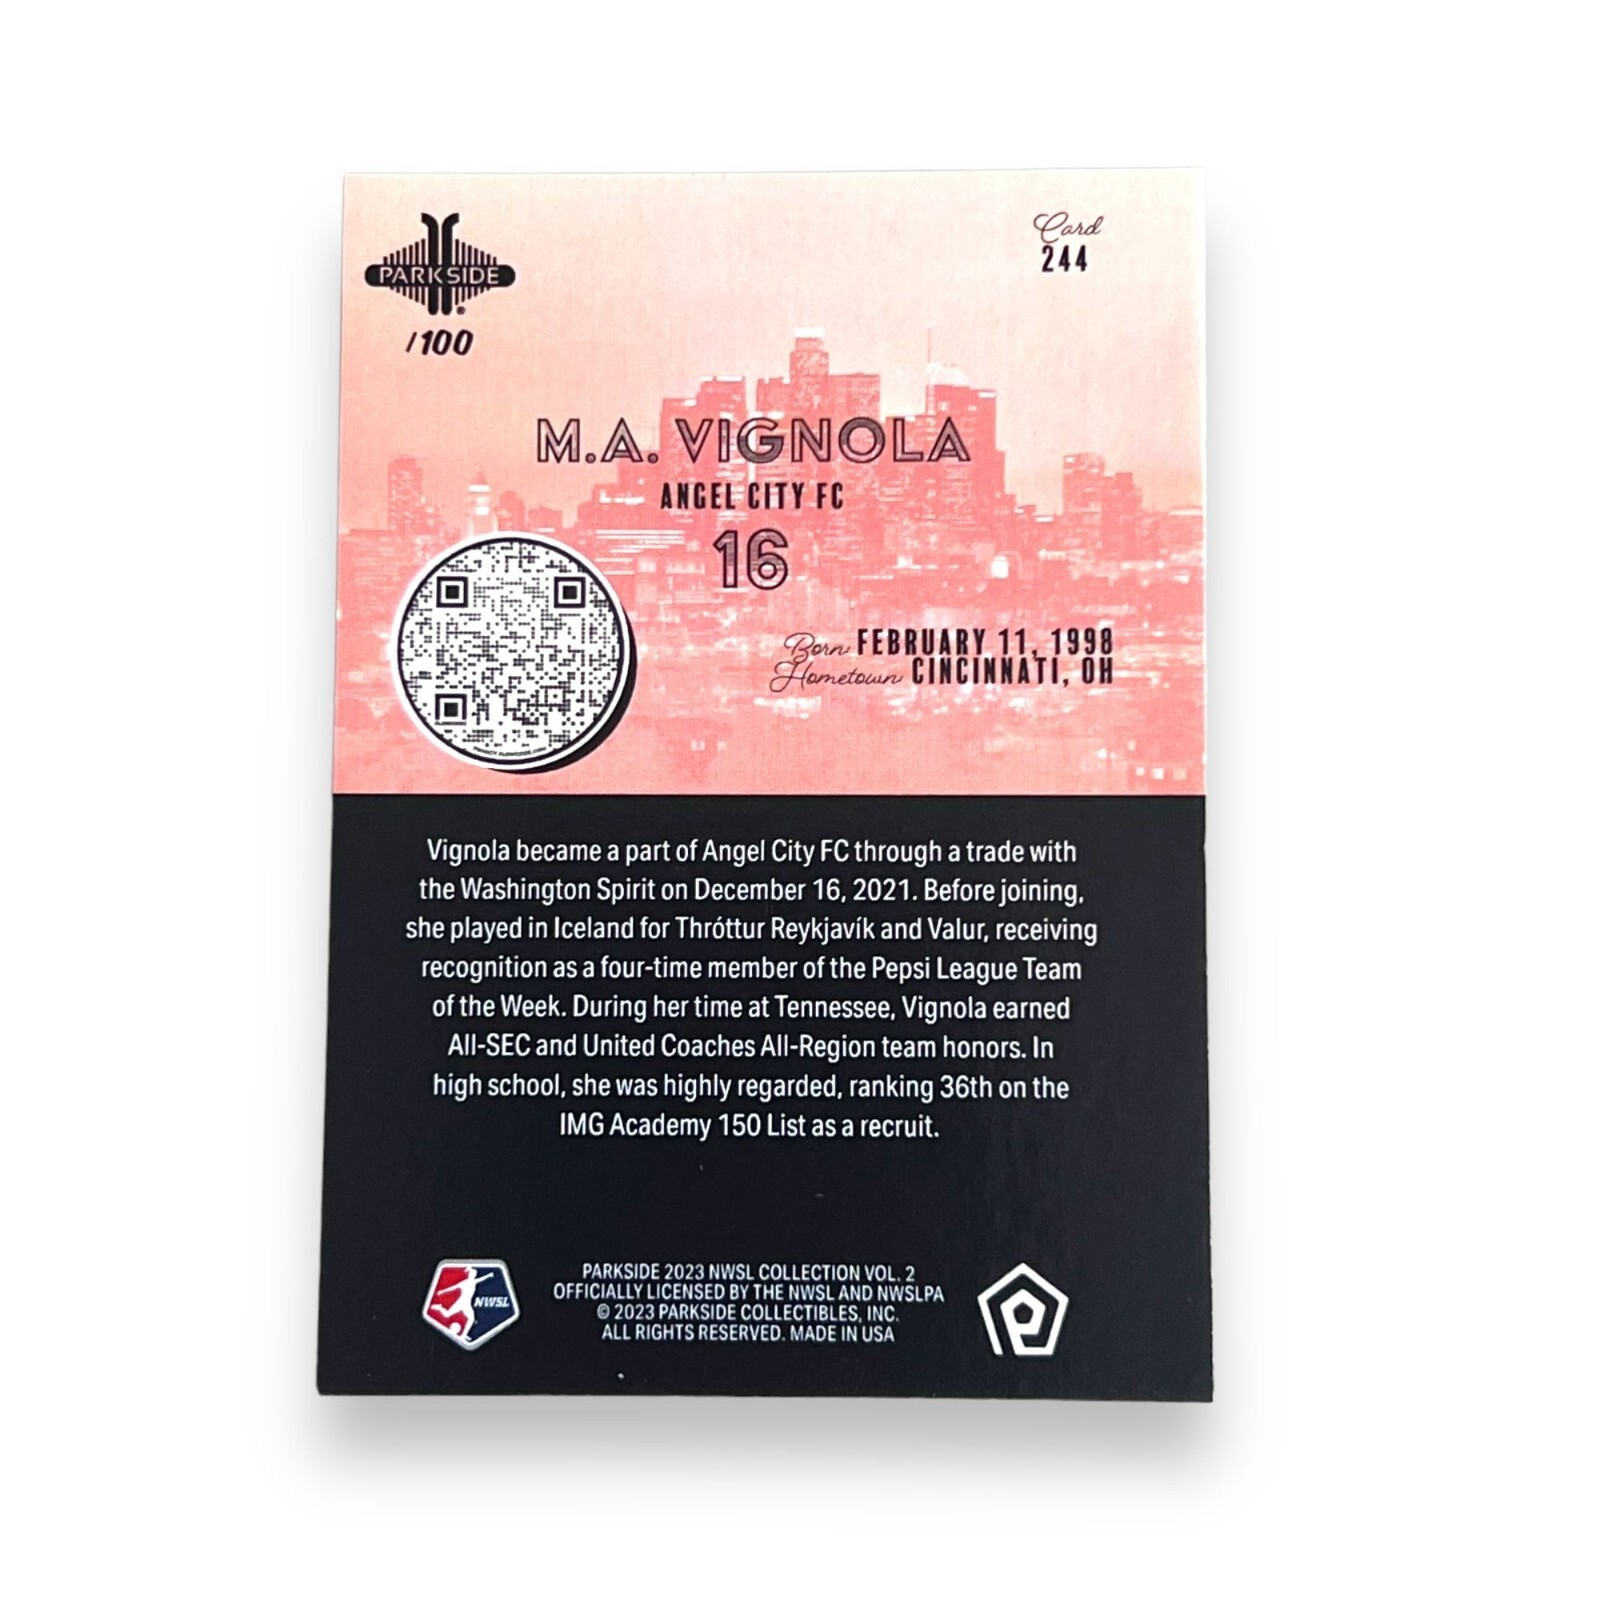 PARKSIDE
/100
Card
244
M.A. VIGNOLA
ANGEL CITY FC
16
Born FEBRUARY 11, 1998
Hometown CINCINNATI, OH
Vignola became a part of Angel City FC through a trade with
the Washington Spirit on December 16, 2021. Before joining,
she played in Iceland for Thróttur Reykjavík and Valur, receiving
recognition as a four-time member of the Pepsi League Team
of the Week. During her time at Tennessee, Vignola earned
All-SEC and United Coaches All-Region team honors. In
high school, she was highly regarded, ranking 36th on the
IMG Academy 150 List as a recruit.
NWSL
PARKSIDE 2023 NWSL COLLECTION VOL. 2
OFFICIALLY LICENSED BY THE NWSL AND NWSLPA
© 2023 PARKSIDE COLLECTIBLES, INC.
ALL RIGHTS RESERVED. MADE IN USA